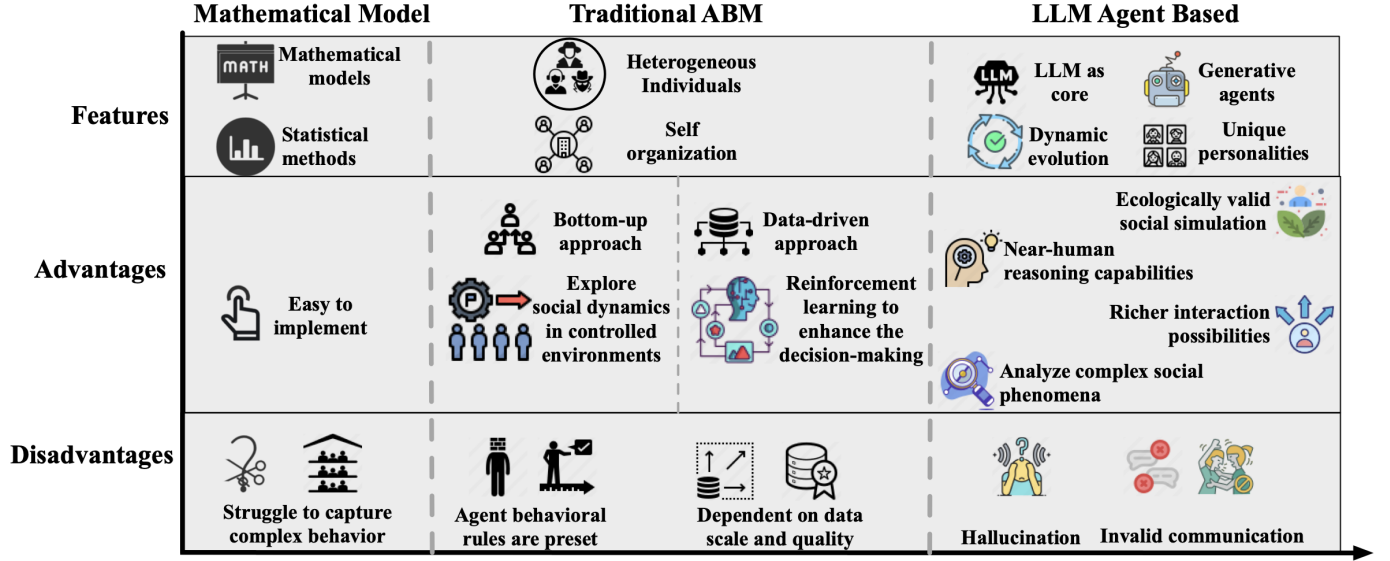 Mathematical Model
Traditional ABM
LLM Agent Based
Features
MATH
Mathematical
models
Statistical
methods
Heterogeneous
Individuals
Self
organization
LLM
LLM as
core
Generative
agents
Dynamic
evolution
Unique
personalities
Advantages
Easy to
implement
Bottom-up
approach
P
Explore
social dynamics
in controlled
environments
Data-driven
approach
Reinforcement
learning to
enhance the
decision-making
Ecologically valid
social simulation
Near-human
reasoning capabilities
Richer interaction
possibilities
Analyze complex social
phenomena
Disadvantages
Struggle to capture
complex behavior
Agent behavioral
rules are preset
Dependent on data
scale and quality
?
Hallucination
Invalid communication